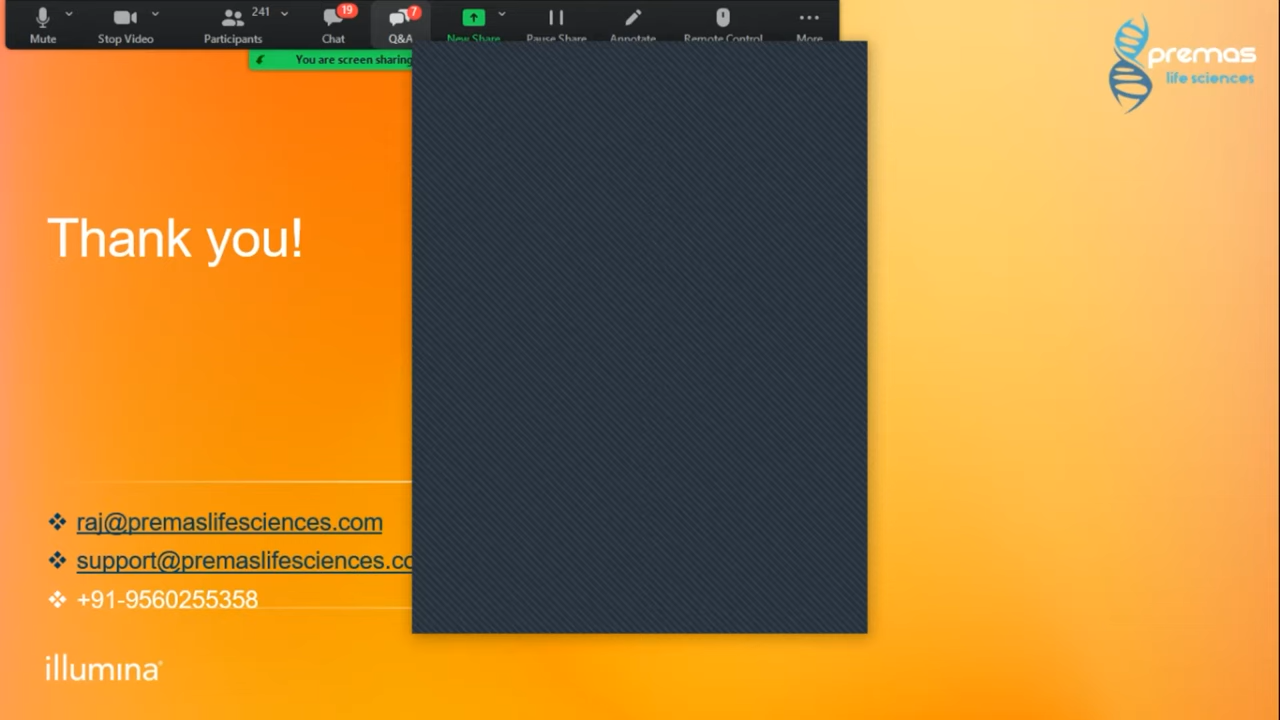 241
19
7
Mute
Stop Video
Participants
Chat
Q&A
New Share
Pause Share
Annotate
Remote Control
More
You are screen sharing
premas
life sciences
Thank you!
raj@premaslifesciences.com
support@premaslifesciences.co
+91-9560255358
illumina